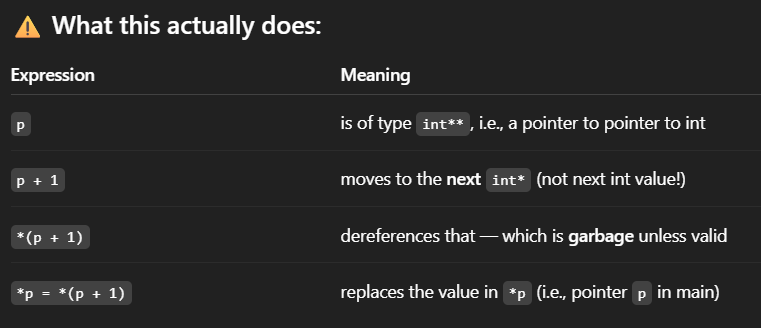 ⚠️ What this actually does:
Expression Meaning
p is of type int**, i.e., a pointer to pointer to int
p + 1 moves to the next int* (not next int value!)
*(p + 1) dereferences that — which is garbage unless valid
*p = *(p + 1) replaces the value in *p (i.e., pointer p in main)